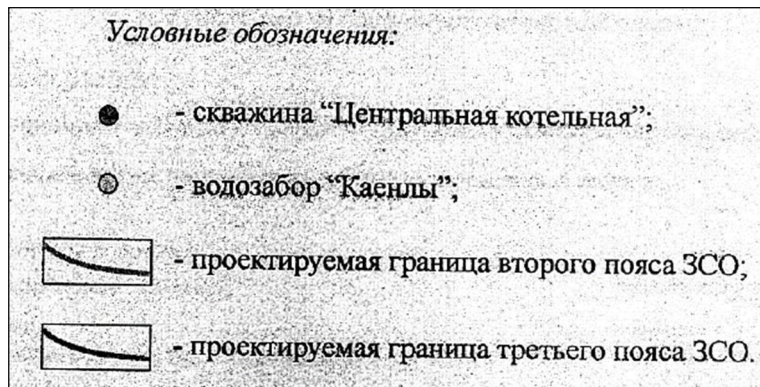 Условные обозначения:
- скважина “Центральная котельная”;
- водозабор “Каенлы”;
- проектируемая граница второго пояса ЗСО;
- проектируемая граница третьего пояса ЗСО.